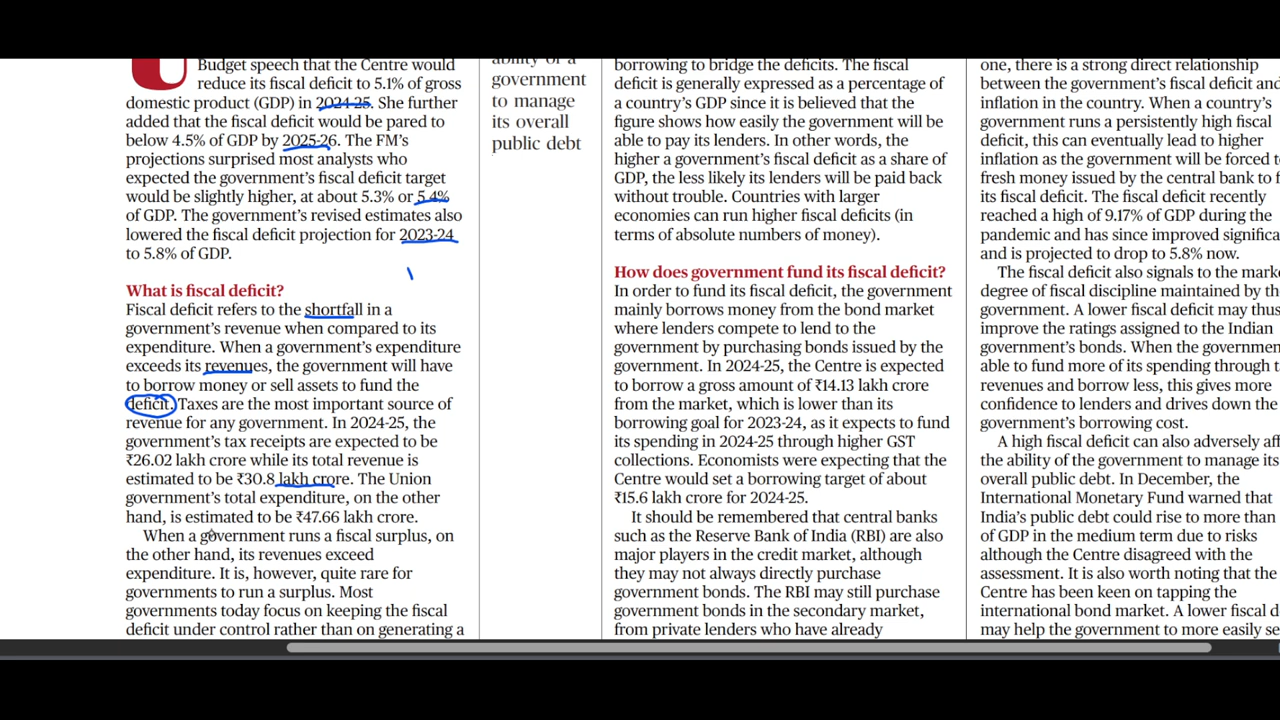 Budget speech that the Centre would
reduce its fiscal deficit to 5.1% of gross
domestic product (GDP) in 2024-25. She further
added that the fiscal deficit would be pared to
below 4.5% of GDP by 2025-26. The FM's
projections surprised most analysts who
expected the government's fiscal deficit target
would be slightly higher, at about 5.3% or 5.4%
of GDP. The government's revised estimates also
lowered the fiscal deficit projection for 2023-24
to 5.8% of GDP.
What is fiscal deficit?
Fiscal deficit refers to the shortfall in a
government's revenue when compared to its
expenditure. When a government's expenditure
exceeds its revenues, the government will have
to borrow money or sell assets to fund the
deficit. Taxes are the most important source of
revenue for any government. In 2024-25, the
government's tax receipts are expected to be
₹26.02 lakh crore while its total revenue is
estimated to be ₹30.8 lakh crore. The Union
government's total expenditure, on the other
hand, is estimated to be ₹47.66 lakh crore.
When a government runs a fiscal surplus, on
the other hand, its revenues exceed
expenditure. It is, however, quite rare for
governments to run a surplus. Most
governments today focus on keeping the fiscal
deficit under control rather than on generating a
ability of a
government
to manage
its overall
public debt
borrowing to bridge the deficits. The fiscal
deficit is generally expressed as a percentage of
a country's GDP since it is believed that the
figure shows how easily the government will be
able to pay its lenders. In other words, the
higher a government's fiscal deficit as a share of
GDP, the less likely its lenders will be paid back
without trouble. Countries with larger
economies can run higher fiscal deficits (in
terms of absolute numbers of money).
How does government fund its fiscal deficit?
In order to fund its fiscal deficit, the government
mainly borrows money from the bond market
where lenders compete to lend to the
government by purchasing bonds issued by the
government. In 2024-25, the Centre is expected
to borrow a gross amount of ₹14.13 lakh crore
from the market, which is lower than its
borrowing goal for 2023-24, as it expects to fund
its spending in 2024-25 through higher GST
collections. Economists were expecting that the
Centre would set a borrowing target of about
₹15.6 lakh crore for 2024-25.
It should be remembered that central banks
such as the Reserve Bank of India (RBI) are also
major players in the credit market, although
they may not always directly purchase
government bonds. The RBI may still purchase
government bonds in the secondary market,
from private lenders who have already
one, there is a strong direct relationship
between the government's fiscal deficit and
inflation in the country. When a country's
government runs a persistently high fiscal
deficit, this can eventually lead to higher
inflation as the government will be forced t
fresh money issued by the central bank to f
its fiscal deficit. The fiscal deficit recently
reached a high of 9.17% of GDP during the
pandemic and has since improved significa
and is projected to drop to 5.8% now.
The fiscal deficit also signals to the marke
degree of fiscal discipline maintained by th
government. A lower fiscal deficit may thus
improve the ratings assigned to the Indian
government's bonds. When the governmen
able to fund more of its spending through t
revenues and borrow less, this gives more
confidence to lenders and drives down the
government's borrowing cost.
A high fiscal deficit can also adversely aff
the ability of the government to manage its
overall public debt. In December, the
International Monetary Fund warned that
India's public debt could rise to more than
of GDP in the medium term due to risks
although the Centre disagreed with the
assessment. It is also worth noting that the
Centre has been keen on tapping the
international bond market. A lower fiscal d
may help the government to more easily se